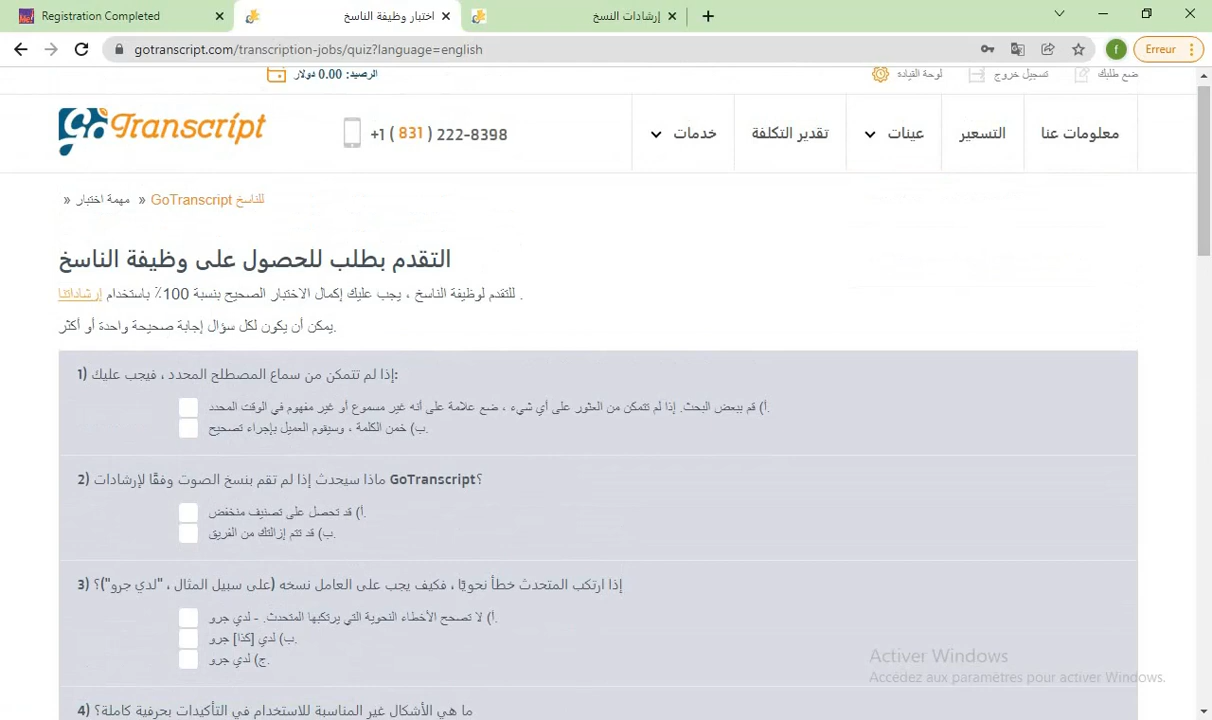 Registration Completed
اختبار وظيفة الناسخ
إرشادات النسخ
gotranscript.com/transcription-jobs/quiz?language=english
f
Erreur
الرصيد: 0.00 دولار
لوحة القيادة
تسجيل خروج
ضع طلبك
GoTranscript
+1 ( 831 ) 222-8398
خدمات
تقدير التكلفة
عينات
التسعير
معلومات عنا
» مهمة اختبار » GoTranscript للناسخ
التقدم بطلب للحصول على وظيفة الناسخ
للتقدم لوظيفة الناسخ ، يجب عليك إكمال الاختبار الصحيح بنسبة 100٪ باستخدام إرشاداتنا .
يمكن أن يكون لكل سؤال إجابة صحيحة واحدة أو أكثر.
1) إذا لم تتمكن من سماع المصطلح المحدد ، فيجب عليك:
أ) قم ببعض البحث. إذا لم تتمكن من العثور على أي شيء ، ضع علامة على أنه غير مسموع أو غير مفهوم في الوقت المحدد.
ب) خمن الكلمة ، وسيقوم العميل بإجراء تصحيح.
2) ماذا سيحدث إذا لم تقم بنسخ الصوت وفقًا لإرشادات GoTranscript؟
أ) قد تحصل على تصنيف منخفض.
ب) قد تتم إزالتك من الفريق.
3) إذا ارتكب المتحدث خطأ نحويًا ، فكيف يجب على العامل نسخه (على سبيل المثال ، "لدي جرو")؟
أ) لا تصحح الأخطاء النحوية التي يرتكبها المتحدث. - لدي جرو.
ب) لدي [كذا] جرو.
ج) لدي جرو.
4) ما هي الأشكال غير المناسبة للاستخدام في التأكيدات بحرفية كاملة؟
Activer Windows
Accédez aux paramètres pour activer Windows.